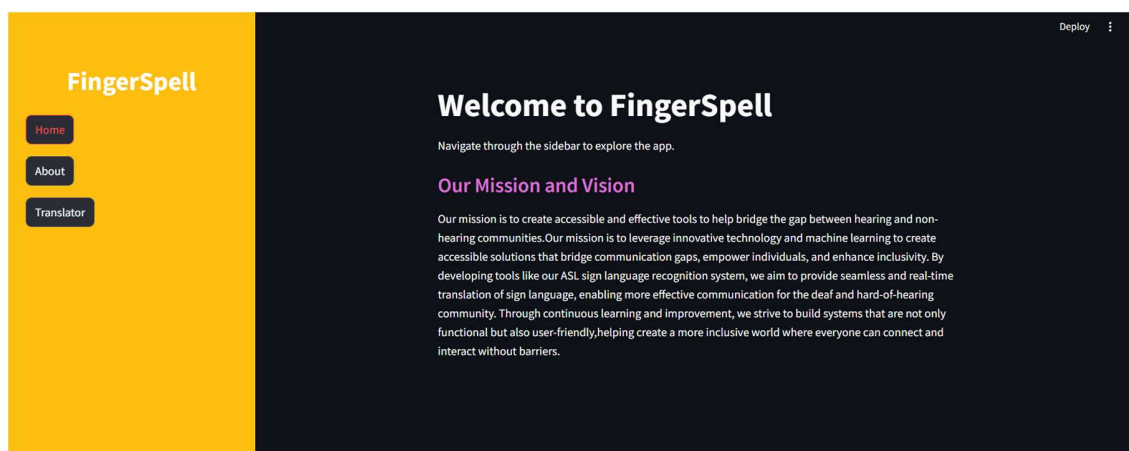 Deploy
FingerSpell
Home
About
Translator
Welcome to FingerSpell
Navigate through the sidebar to explore the app.
Our Mission and Vision
Our mission is to create accessible and effective tools to help bridge the gap between hearing and non-
hearing communities.Our mission is to leverage innovative technology and machine learning to create
accessible solutions that bridge communication gaps, empower individuals, and enhance inclusivity. By
developing tools like our ASL sign language recognition system, we aim to provide seamless and real-time
translation of sign language, enabling more effective communication for the deaf and hard-of-hearing
community. Through continuous learning and improvement, we strive to build systems that are not only
functional but also user-friendly,helping create a more inclusive world where everyone can connect and
interact without barriers.